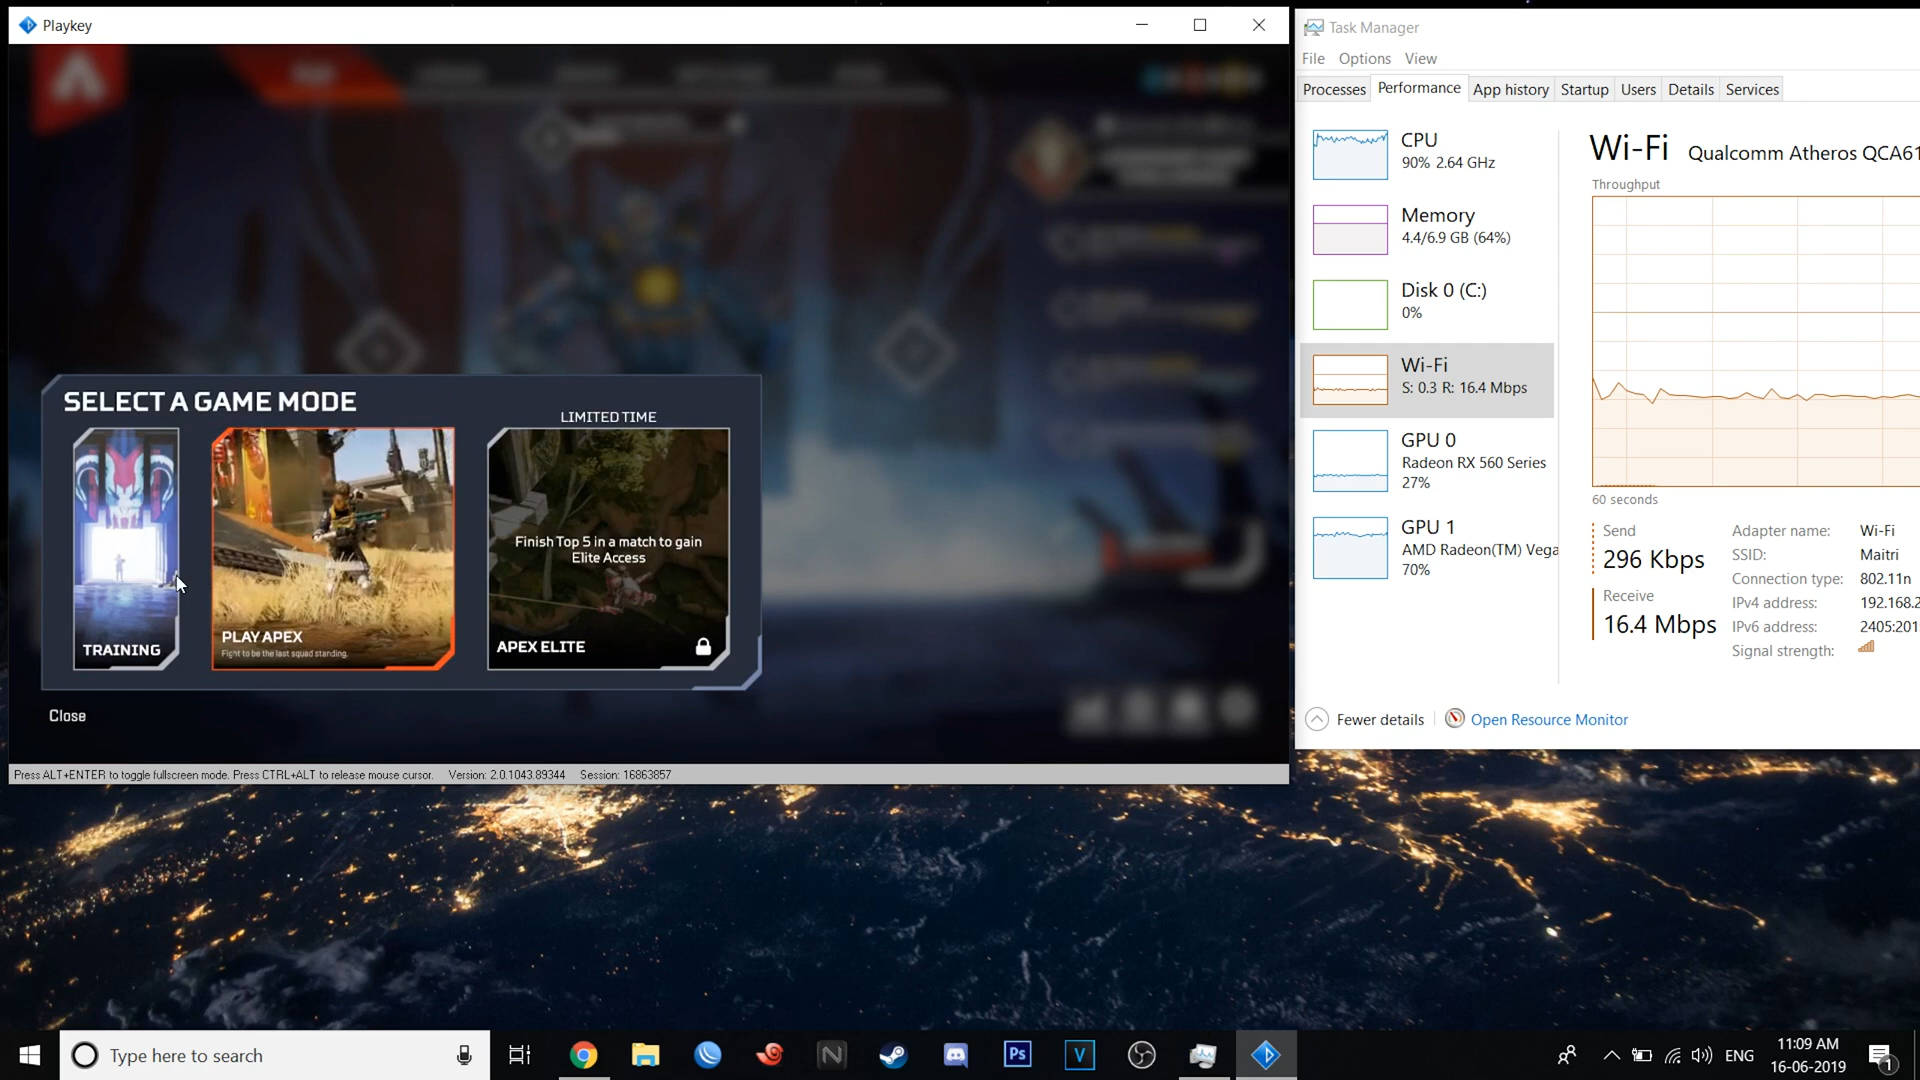 Playkey
SELECT A GAME MODE
LIMITED TIME
Finish Top 5 in a match to gain
Elite Access
TRAINING
PLAY APEX
Fight to be the last squad standing.
APEX ELITE
Close
Press ALT+ENTER to toggle fullscreen mode. Press CTRL+ALT to release mouse cursor. Version: 2.0.1043.89344 Session: 16863857
Task Manager
File Options View
Processes Performance App history Startup Users Details Services
CPU
90% 2.64 GHz
Memory
4.4/6.9 GB (64%)
Disk 0 (C:)
0%
Wi-Fi
S: 0.3 R: 16.4 Mbps
GPU 0
Radeon RX 560 Series
27%
GPU 1
AMD Radeon(TM) Vega
70%
Wi-Fi Qualcomm Atheros QCA61
Throughput
60 seconds
Send
296 Kbps
Receive
16.4 Mbps
Adapter name: Wi-Fi
SSID: Maitri
Connection type: 802.11n
IPv4 address: 192.168.2
IPv6 address: 2405:201
Signal strength:
Fewer details Open Resource Monitor
Type here to search
N
Ps
V
ENG
11:09 AM
16-06-2019
1